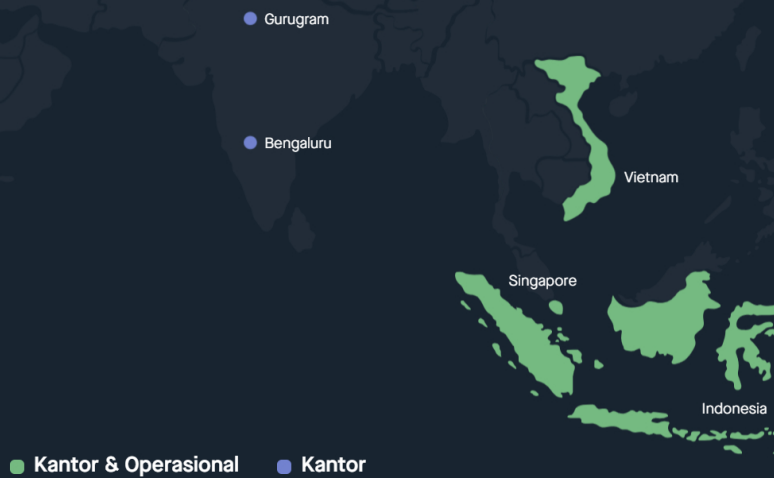 Gurugram
Bengaluru
Vietnam
Singapore
Indonesia
Kantor & Operasional
Kantor